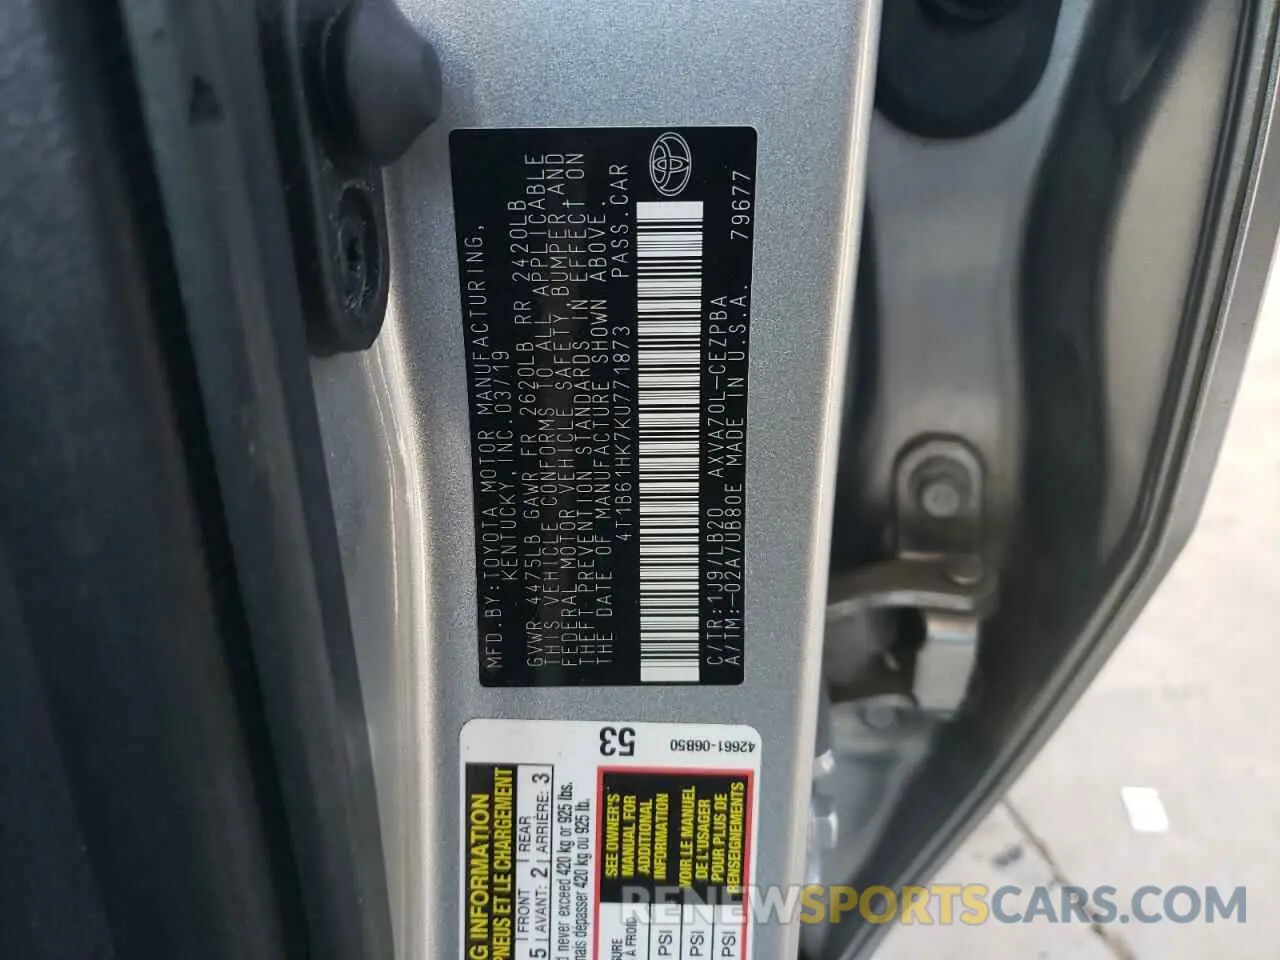 MFD.BY:TOYOTA MOTOR MANUFACTURING,
KENTUCKY, INC. 03/19
GVWR 4475LB GAWR FR 2620LB RR 2420LB
THIS VEHICLE CONFORMS TO ALL APPLICABLE
FEDERAL MOTOR VEHICLE SAFETY, BUMPER, AND
THEFT PREVENTION STANDARDS IN EFFECT ON
THE DATE OF MANUFACTURE SHOWN ABOVE.
4T1B61HK7KU771873 PASS.CAR
C/TR:1J9/LB20 AXVA70L-CEZPBA
A/TM:-02A/UB80E MADE IN U.S.A. 79677
53
42661-06B50
G INFORMATION
PNEUS ET LE CHARGEMENT
5 FRONT REAR
AVANT: 2 ARRIÈRE: 3
d never exceed 420 kg or 925 lbs.
mais dépasser 420 kg ou 925 lb.
SEE OWNER'S
MANUAL FOR
ADDITIONAL
INFORMATION
VOIR LE MANUEL
DE L'USAGER
POUR PLUS DE
RENSEIGNEMENTS
À FROID
PSI
PSI
PSI
RENEWSPORTSCARS.COM